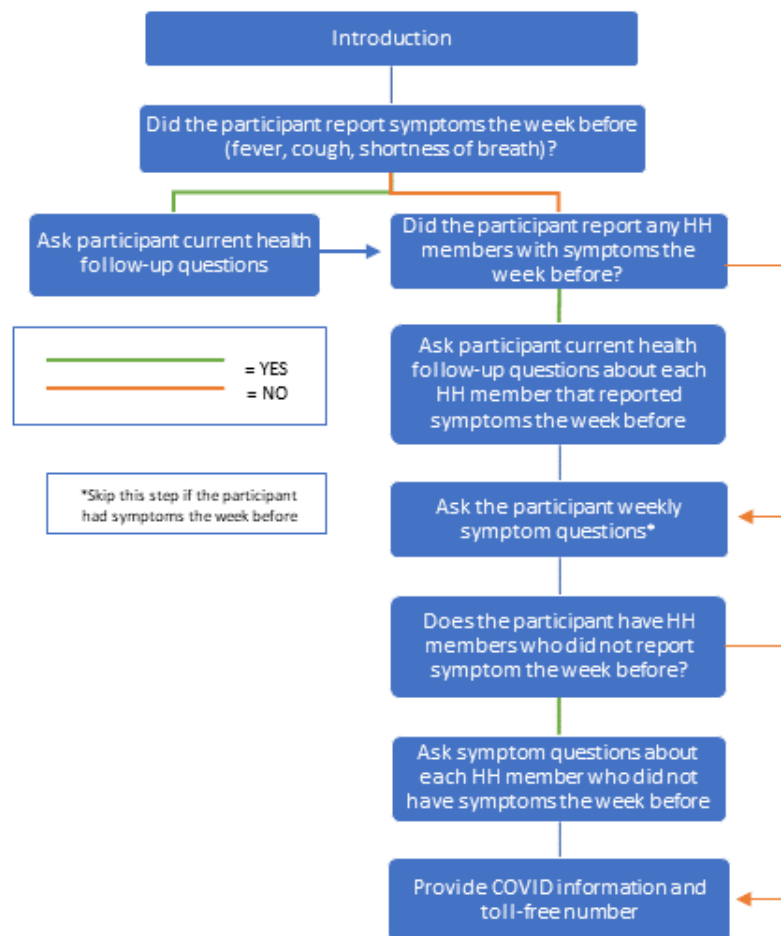 Introduction
Did the participant report symptoms the week before
(fever, cough, shortness of breath)?
Ask participant current health
follow-up questions
Did the participant report any HH
members with symptoms the
week before?
= YES
= NO
Ask participant current health
follow-up questions about each
HH member that reported
symptoms the week before
*Skip this step if the participant
had symptoms the week before
Ask the participant weekly
symptom questions*
Does the participant have HH
members who did not report
symptom the week before?
Ask symptom questions about
each HH member who did not
have symptoms the week before
Provide COVID information and
toll-free number